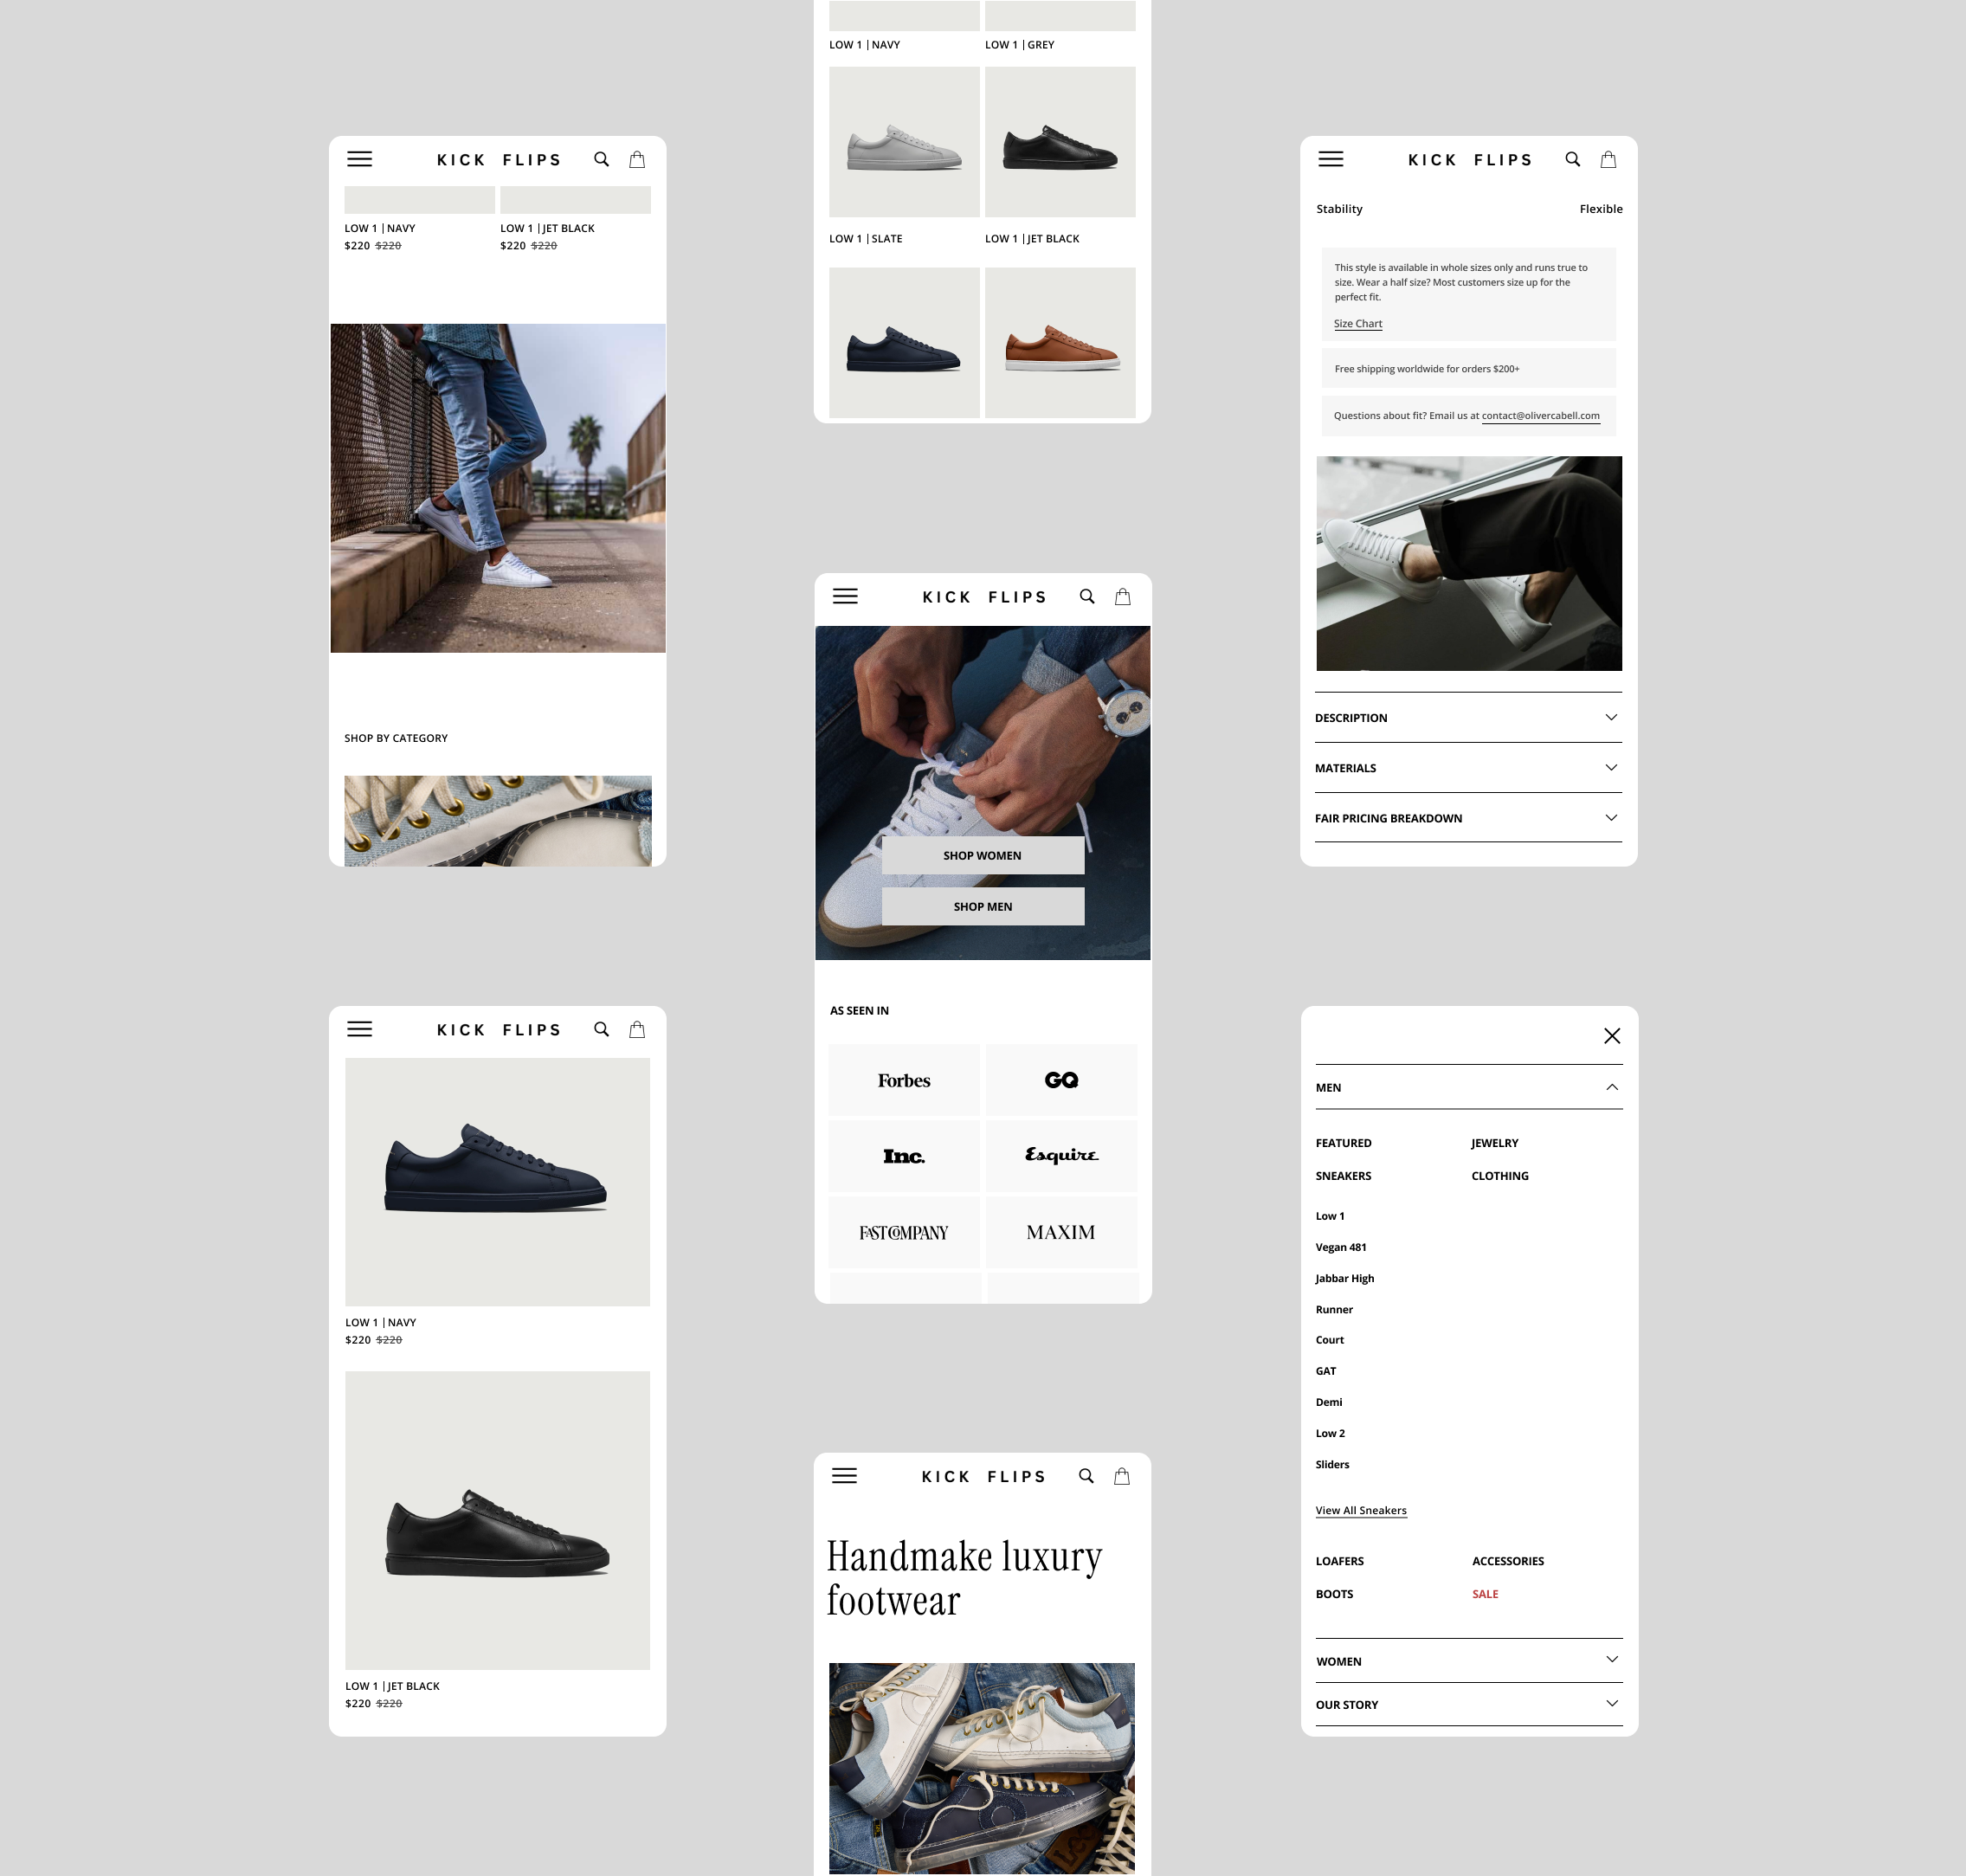 KICK FLIPS
LOW 1 | NAVY
$220 $220
LOW 1 | JET BLACK
$220 $220
SHOP BY CATEGORY
KICK FLIPS
LOW 1 | NAVY
$220 $220
LOW 1 | JET BLACK
$220 $220
LOW 1 | NAVY
LOW 1 | GREY
LOW 1 | SLATE
LOW 1 | JET BLACK
KICK FLIPS
SHOP WOMEN
SHOP MEN
AS SEEN IN
Forbes
GQ
Inc.
Esquire
FAST COMPANY
MAXIM
KICK FLIPS
Handmake luxury
footwear
KICK FLIPS
Stability
Flexible
This style is available in whole sizes only and runs true to
size. Wear a half size? Most customers size up for the
perfect fit.
Size Chart
Free shipping worldwide for orders $200+
Questions about fit? Email us at contact@olivercabell.com
DESCRIPTION
MATERIALS
FAIR PRICING BREAKDOWN
MEN
FEATURED
JEWELRY
SNEAKERS
CLOTHING
Low 1
Vegan 481
Jabbar High
Runner
Court
GAT
Demi
Low 2
Sliders
View All Sneakers
LOAFERS
ACCESSORIES
BOOTS
SALE
WOMEN
OUR STORY